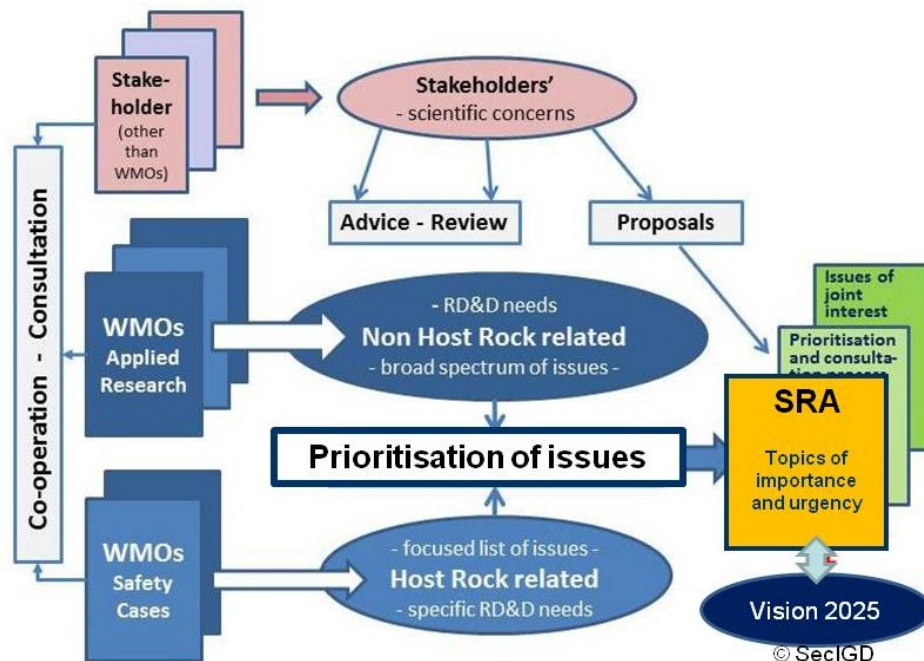 Stake-
holder
(other
than
WMOs)
Stakeholders’
- scientific concerns
Advice - Review
Proposals
Co-operation - Consultation
WMOs
Applied
Research
- RD&D needs
Non Host Rock related
- broad spectrum of issues -
Issues of
joint
interest
Prioritisation
and consulta-
SRA
Topics of
importance
and urgency
Prioritisation of issues
WMOs
Safety
Cases
- focused list of issues -
Host Rock related
- specific RD&D needs
Vision 2025
© SecIGD